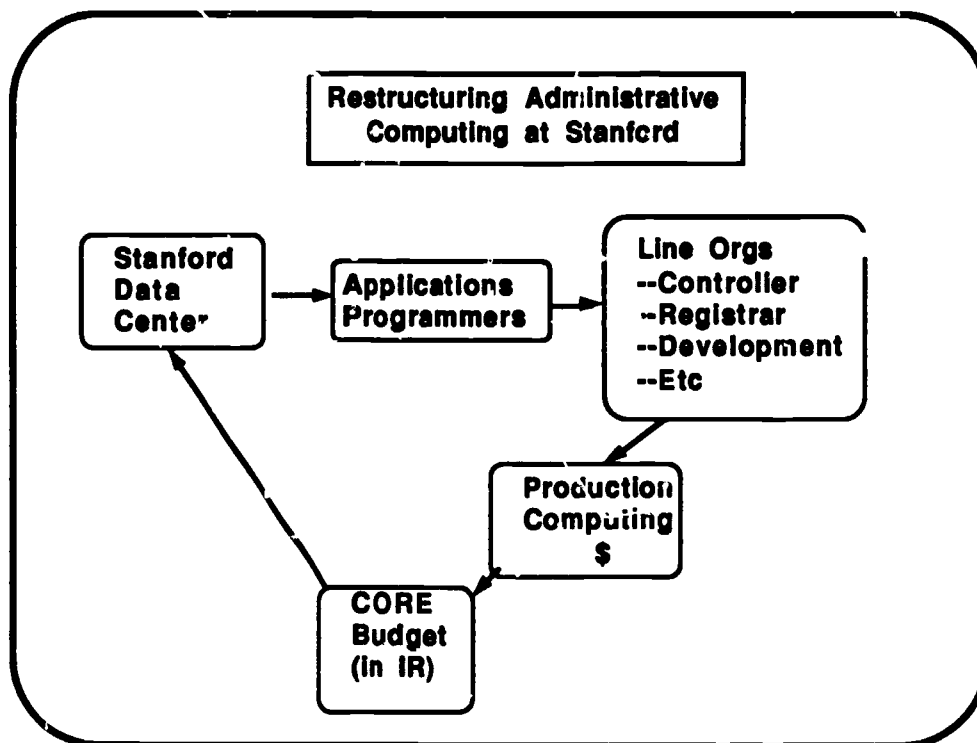 Restructuring Administrative
Computing at Stanford
Stanford
Data
Center
Applications
Programmers
Line Orgs
--Controller
--Registrar
--Development
--Etc
Production
Computing
$
CORE
Budget
(in IR)